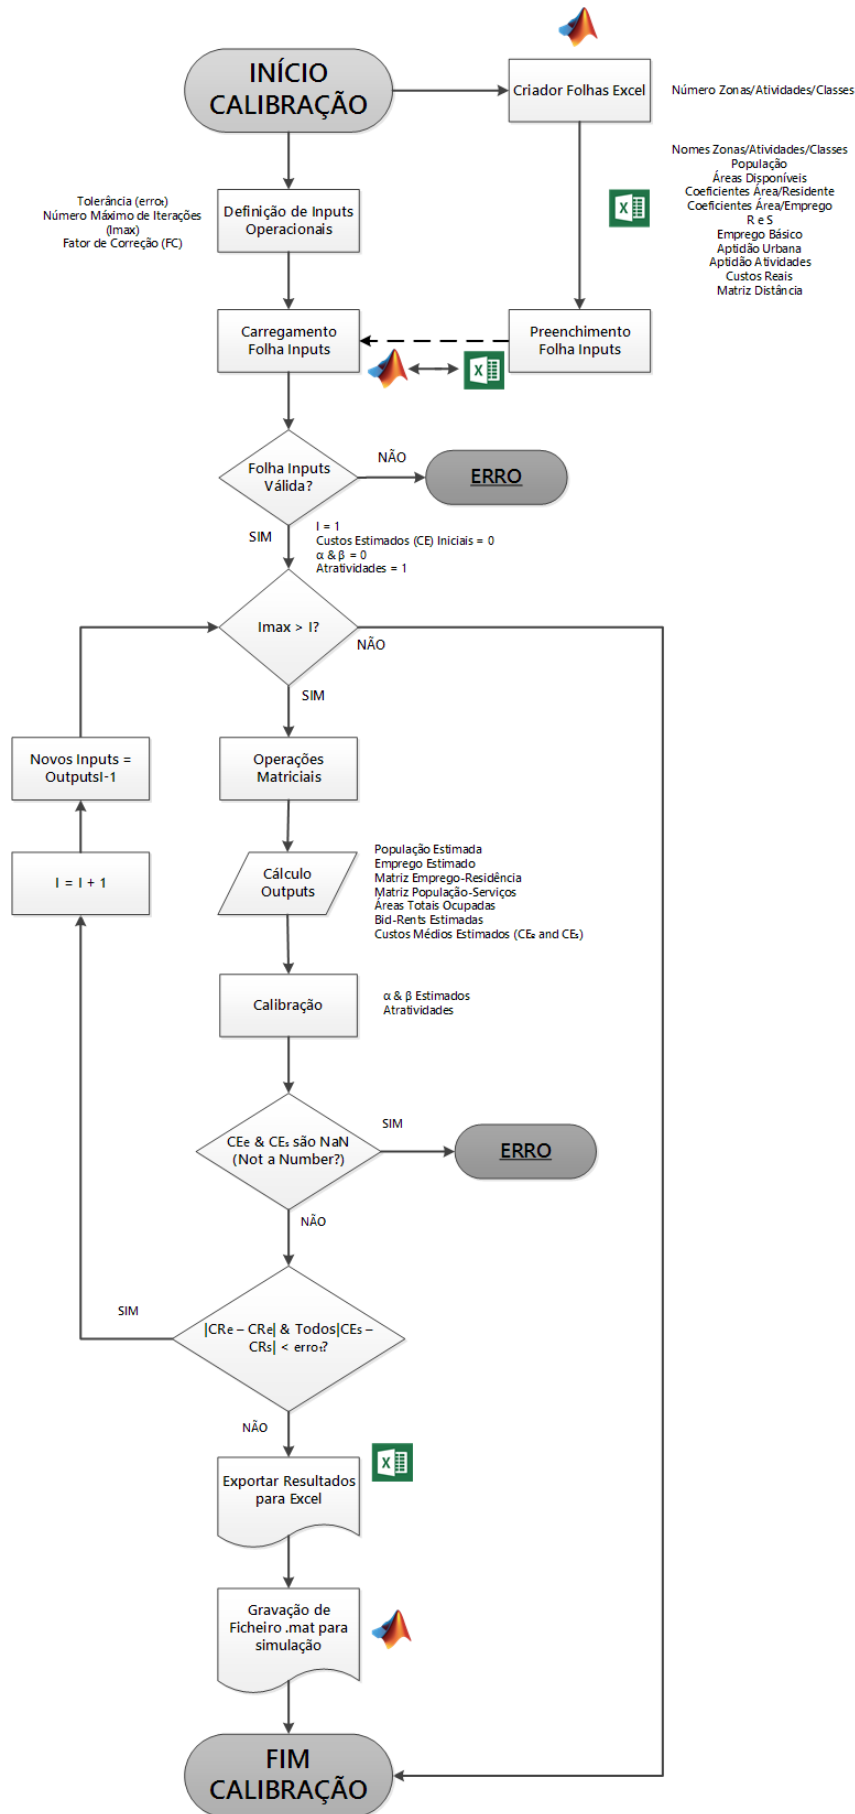 INÍCIO
CALIBRAÇÃO
Criador Folhas Excel
Número Zonas/Atividades/Classes
Nomes Zonas/Atividades/Classes
População
Áreas Disponíveis
Coeficientes Área/Residente
Coeficientes Área/Emprego
R e S
Emprego Básico
Aptidão Urbana
Aptidão Atividades
Custos Reais
Matriz Distância
Tolerância (errot)
Número Máximo de Iterações
(Imax)
Fator de Correção (FC)
Definição de Inputs
Operacionais
Carregamento
Folha Inputs
Preenchimento
Folha Inputs
Folha Inputs
Válida?
NÃO
ERRO
SIM
I = 1
Custos Estimados (CE) Iniciais = 0
α & β = 0
Atratividades = 1
Imax > I?
NÃO
SIM
Novos Inputs =
OutputsI-1
Operações
Matriciais
I = I + 1
Cálculo
Outputs
População Estimada
Emprego Estimado
Matriz Emprego-Residência
Matriz População-Serviços
Áreas Totais Ocupadas
Bid-Rents Estimadas
Custos Médios Estimados (CEe and CEs)
Calibração
α & β Estimados
Atratividades
CEe & CEs são NaN
(Not a Number?)
SIM
ERRO
NÃO
SIM
|CRe – CRe| & Todos|CEs –
CRs| < errot?
NÃO
Exportar Resultados
para Excel
Gravação de
Ficheiro .mat para
simulação
FIM
CALIBRAÇÃO